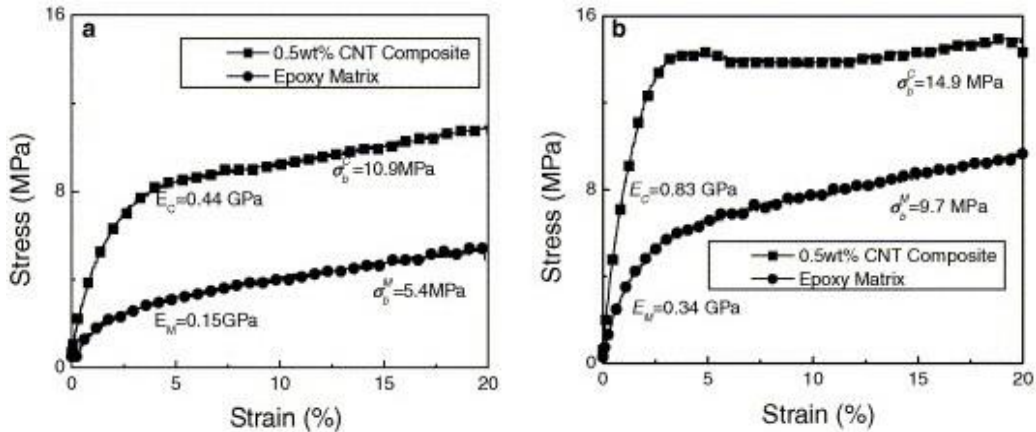 a
16
8
0
0.5wt% CNT Composite
Epoxy Matrix
E_C=0.44 GPa
σ_b^C=10.9MPa
σ_b^M=5.4MPa
E_M=0.15GPa
0 5 10 15 20
Strain (%)
Stress (MPa)
b
16
8
0
σ_b^C=14.9 MPa
E_C=0.83 GPa
σ_b^M=9.7 MPa
0.5wt% CNT Composite
Epoxy Matrix
E_M=0.34 GPa
0 5 10 15 20
Strain (%)
Stress (MPa)